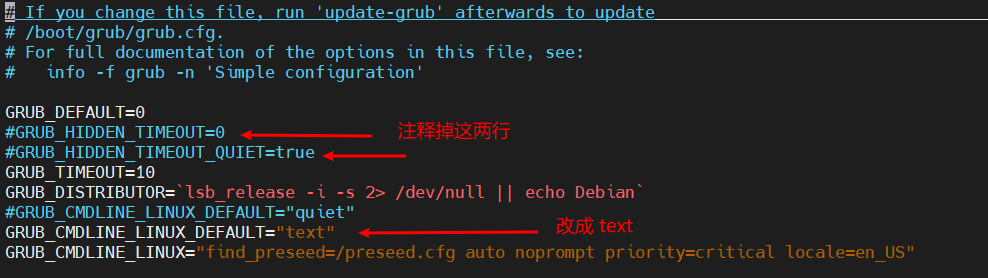 # If you change this file, run 'update-grub' afterwards to update
# /boot/grub/grub.cfg.
# For full documentation of the options in this file, see:
#   info -f grub -n 'Simple configuration'
GRUB_DEFAULT=0
#GRUB_HIDDEN_TIMEOUT=0
注释掉这两行
#GRUB_HIDDEN_TIMEOUT_QUIET=true
GRUB_TIMEOUT=10
GRUB_DISTRIBUTOR=`lsb_release -i -s 2> /dev/null || echo Debian`
#GRUB_CMDLINE_LINUX_DEFAULT="quiet"
GRUB_CMDLINE_LINUX_DEFAULT="text"
改成 text
GRUB_CMDLINE_LINUX="find_preseed=/preseed.cfg auto noprompt priority=critical locale=en_US"